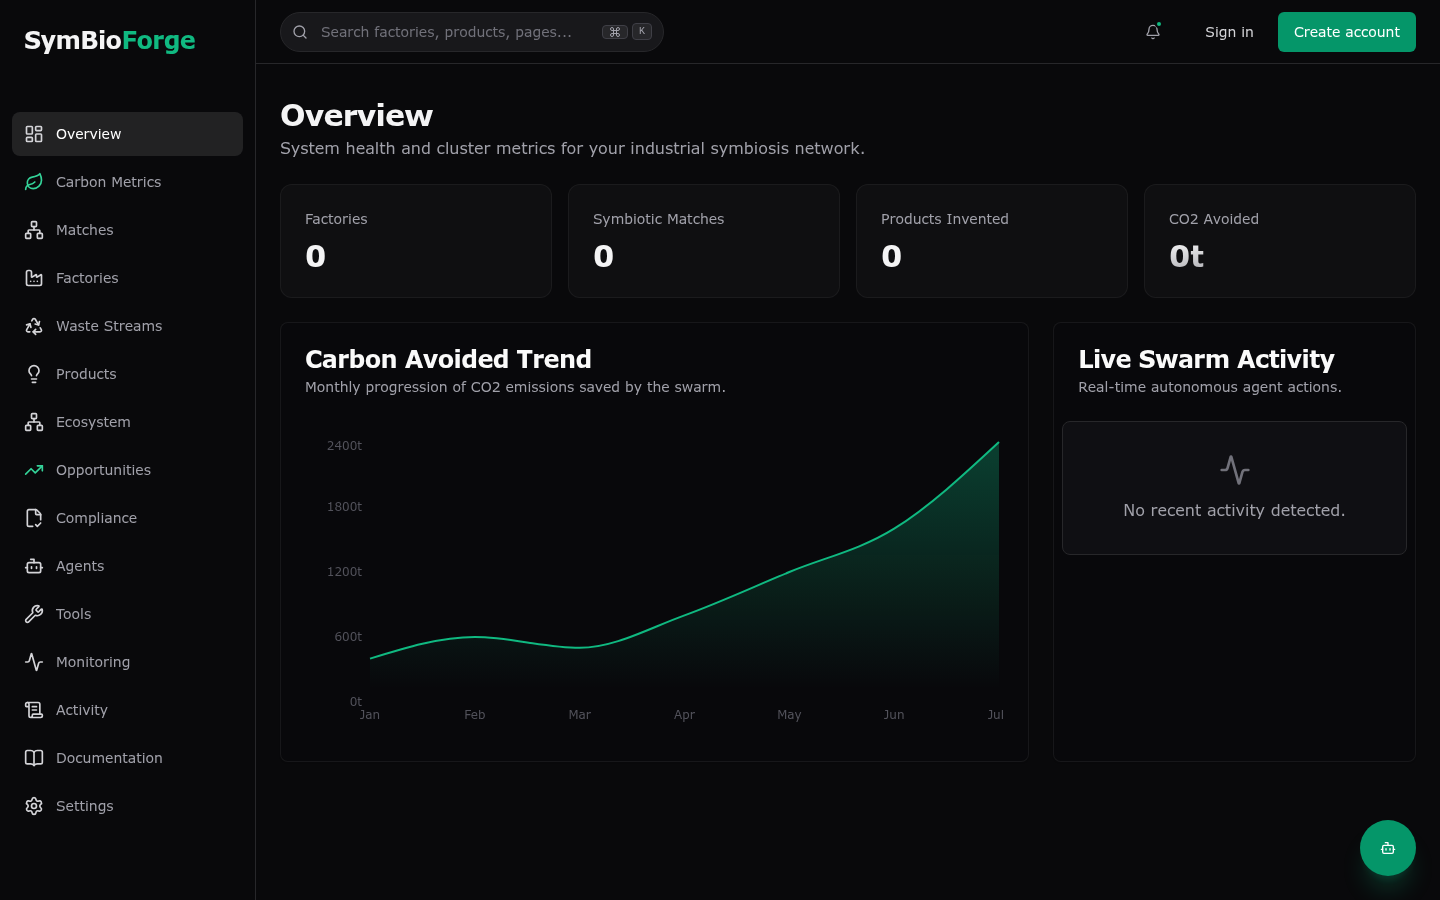 SymBioForge
Search factories, products, pages...
⌘ K
Sign in
Create account
Overview
Carbon Metrics
Matches
Factories
Waste Streams
Products
Ecosystem
Opportunities
Compliance
Agents
Tools
Monitoring
Activity
Documentation
Settings
Overview
System health and cluster metrics for your industrial symbiosis network.
Factories
0
Symbiotic Matches
0
Products Invented
0
CO2 Avoided
0t
Carbon Avoided Trend
Monthly progression of CO2 emissions saved by the swarm.
2400t
1800t
1200t
600t
0t
Jan Feb Mar Apr May Jun Jul
Live Swarm Activity
Real-time autonomous agent actions.
No recent activity detected.